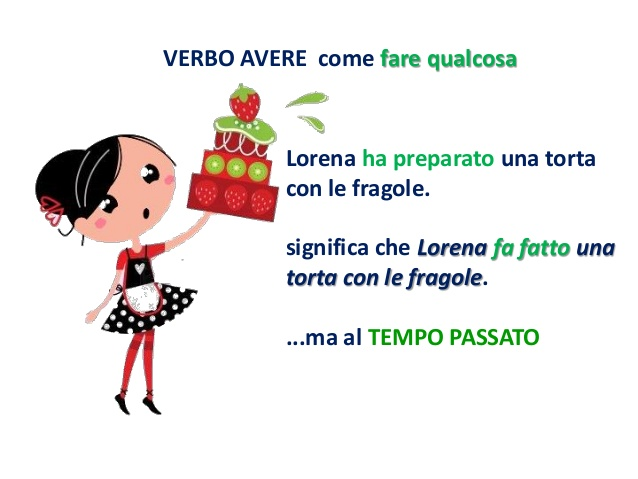 VERBO AVERE come fare qualcosa
Lorena ha preparato una torta
con le fragole.
significa che Lorena fa fatto una
torta con le fragole.
...ma al TEMPO PASSATO